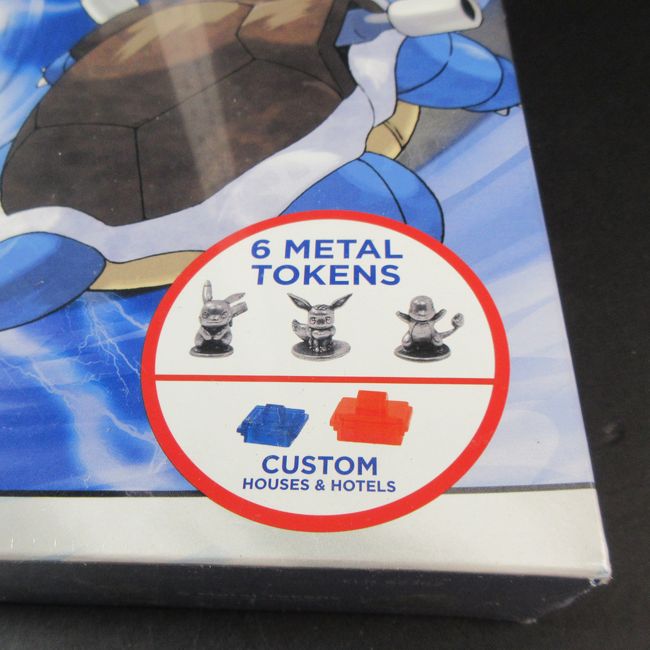 6 METAL
TOKENS
CUSTOM
HOUSES & HOTELS